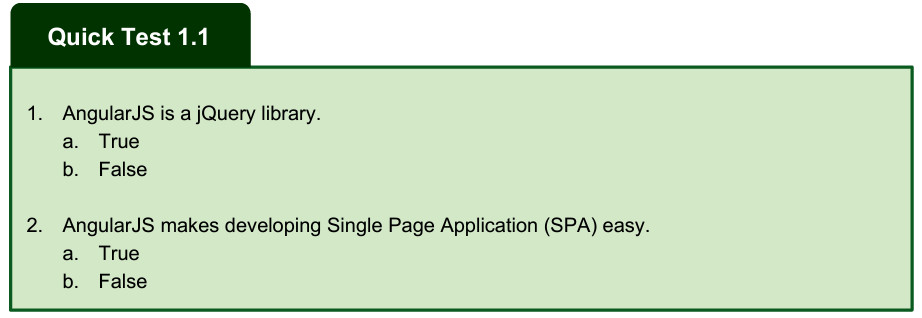 Quick Test 1.1
1. AngularJS is a jQuery library.
a. True
b. False
2. AngularJS makes developing Single Page Application (SPA) easy.
a. True
b. False